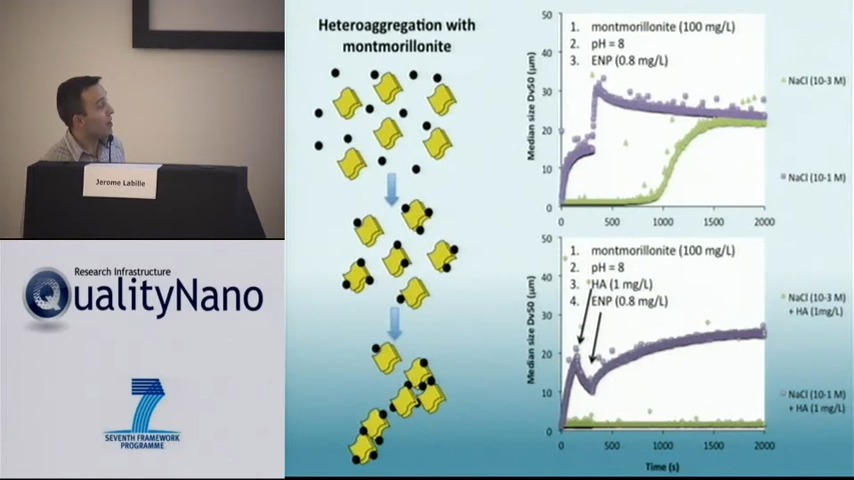 Heteroaggregation with
montmorillonite
Jerome Labille
Research Infrastructure
QualityNano
7
SEVENTH FRAMEWORK
PROGRAMME
Median size Dv50 (μm)
50
40
30
20
10
0
1. montmorillonite (100 mg/L)
2. pH = 8
3. ENP (0.8 mg/L)
0
500
1000
1500
2000
NaCl (10-3 M)
NaCl (10-1 M)
Median size Dv50 (μm)
50
40
30
20
10
0
1. montmorillonite (100 mg/L)
2. pH = 8
3. HA (1 mg/L)
4. ENP (0.8 mg/L)
0
500
1000
1500
2000
Time (s)
NaCl (10-3 M)
+ HA (1mg/L)
NaCl (10-1 M)
+ HA (1 mg/L)